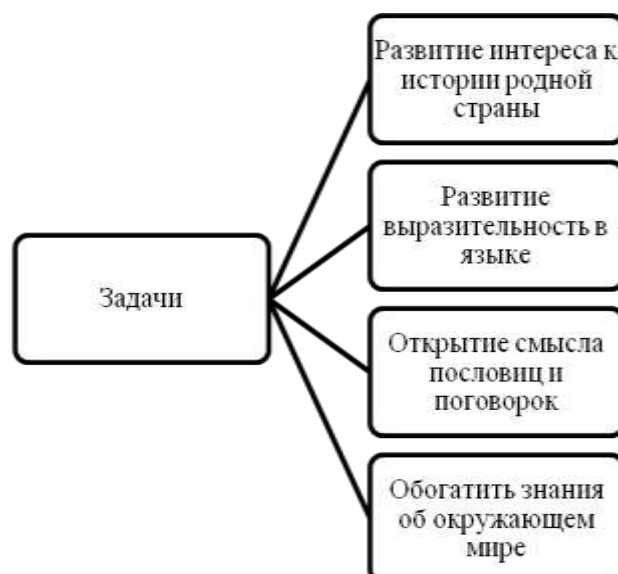 Задачи
Развитие интереса к
истории родной
страны
Развитие
выразительность в
языке
Открытие смысла
пословиц и
поговорок
Обогатить знания
об окружающем
мире